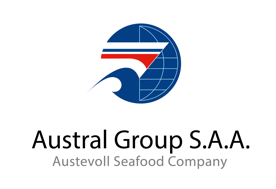 Austral Group S.A.A.
Austevoll Seafood Company